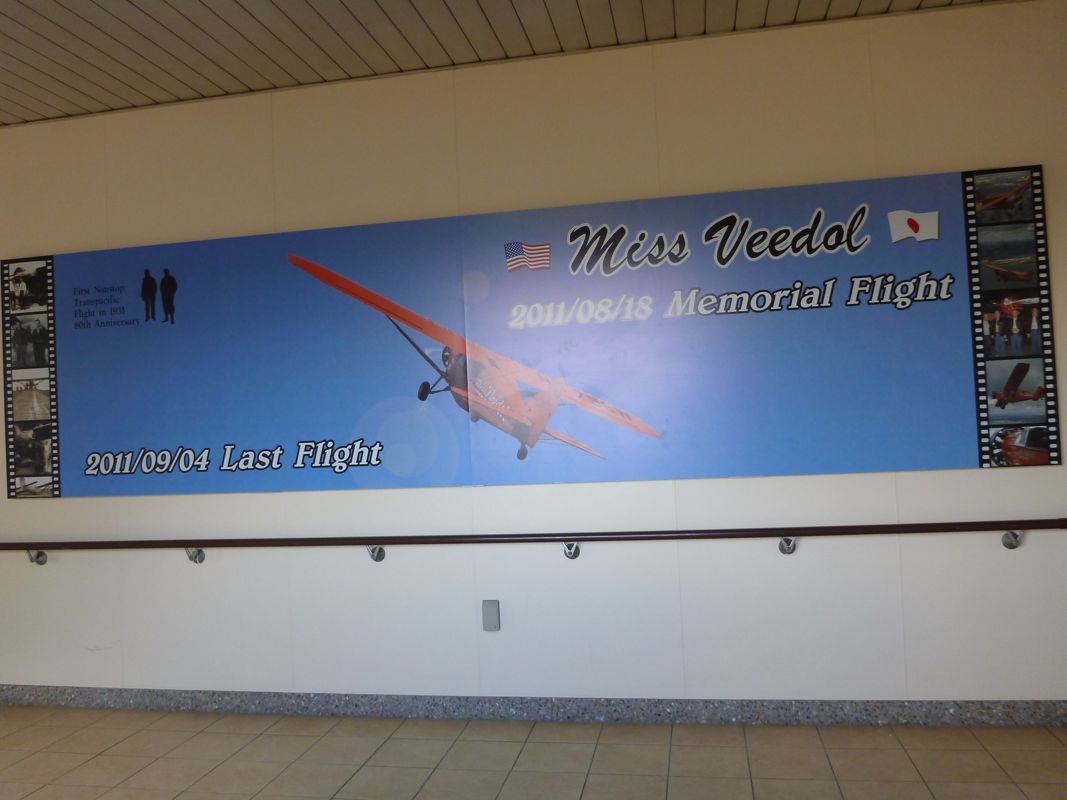 Miss Veedol
2011/08/18 Memorial Flight
First Nonstop
Transpacific
Flight in 1931
80th Anniversary
2011/09/04 Last Flight